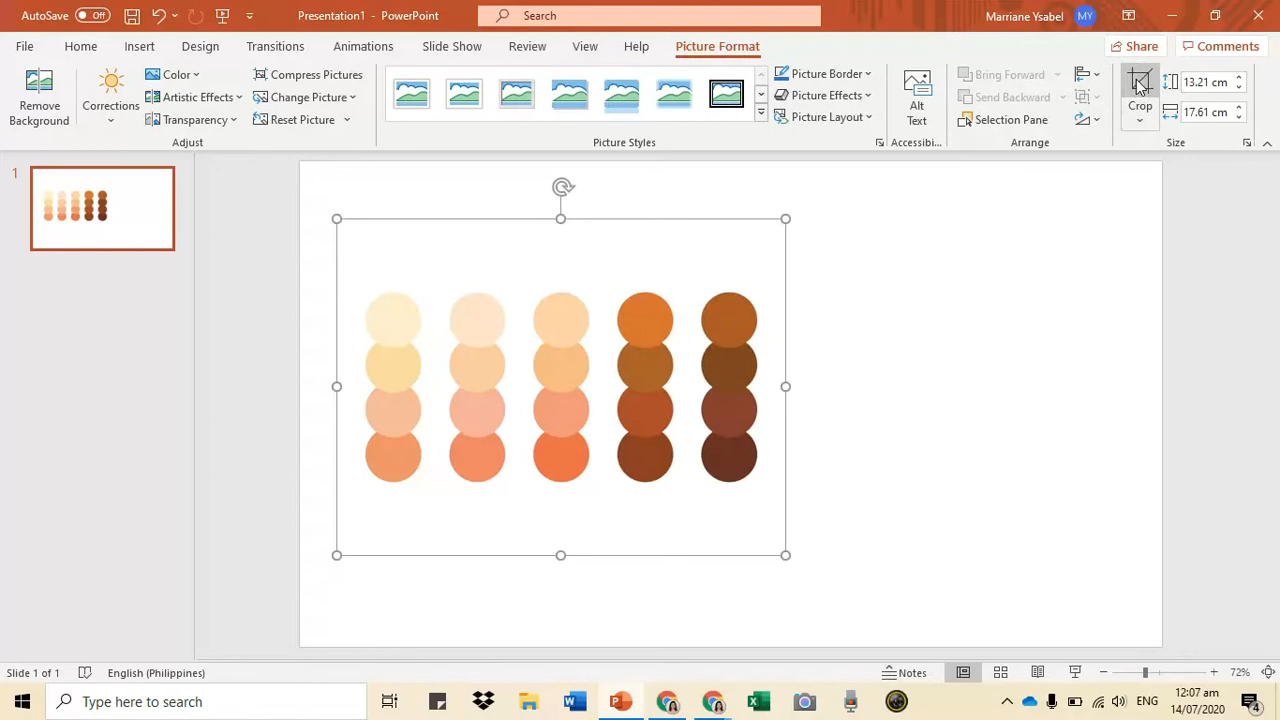 AutoSave Off Presentation1 - PowerPoint Search Marriane Ysabel MY
File Home Insert Design Transitions Animations Slide Show Review View Help Picture Format Share Comments
Remove Background
Corrections
Color
Artistic Effects
Transparency
Compress Pictures
Change Picture
Reset Picture
Adjust
Picture Border
Picture Effects
Picture Layout
Picture Styles
Alt Text
Accessibi...
Bring Forward
Send Backward
Selection Pane
Arrange
Crop
13.21 cm
17.61 cm
Size
1
Slide 1 of 1 English (Philippines) Notes 72%
Type here to search ENG 12:07 am
14/07/2020 4